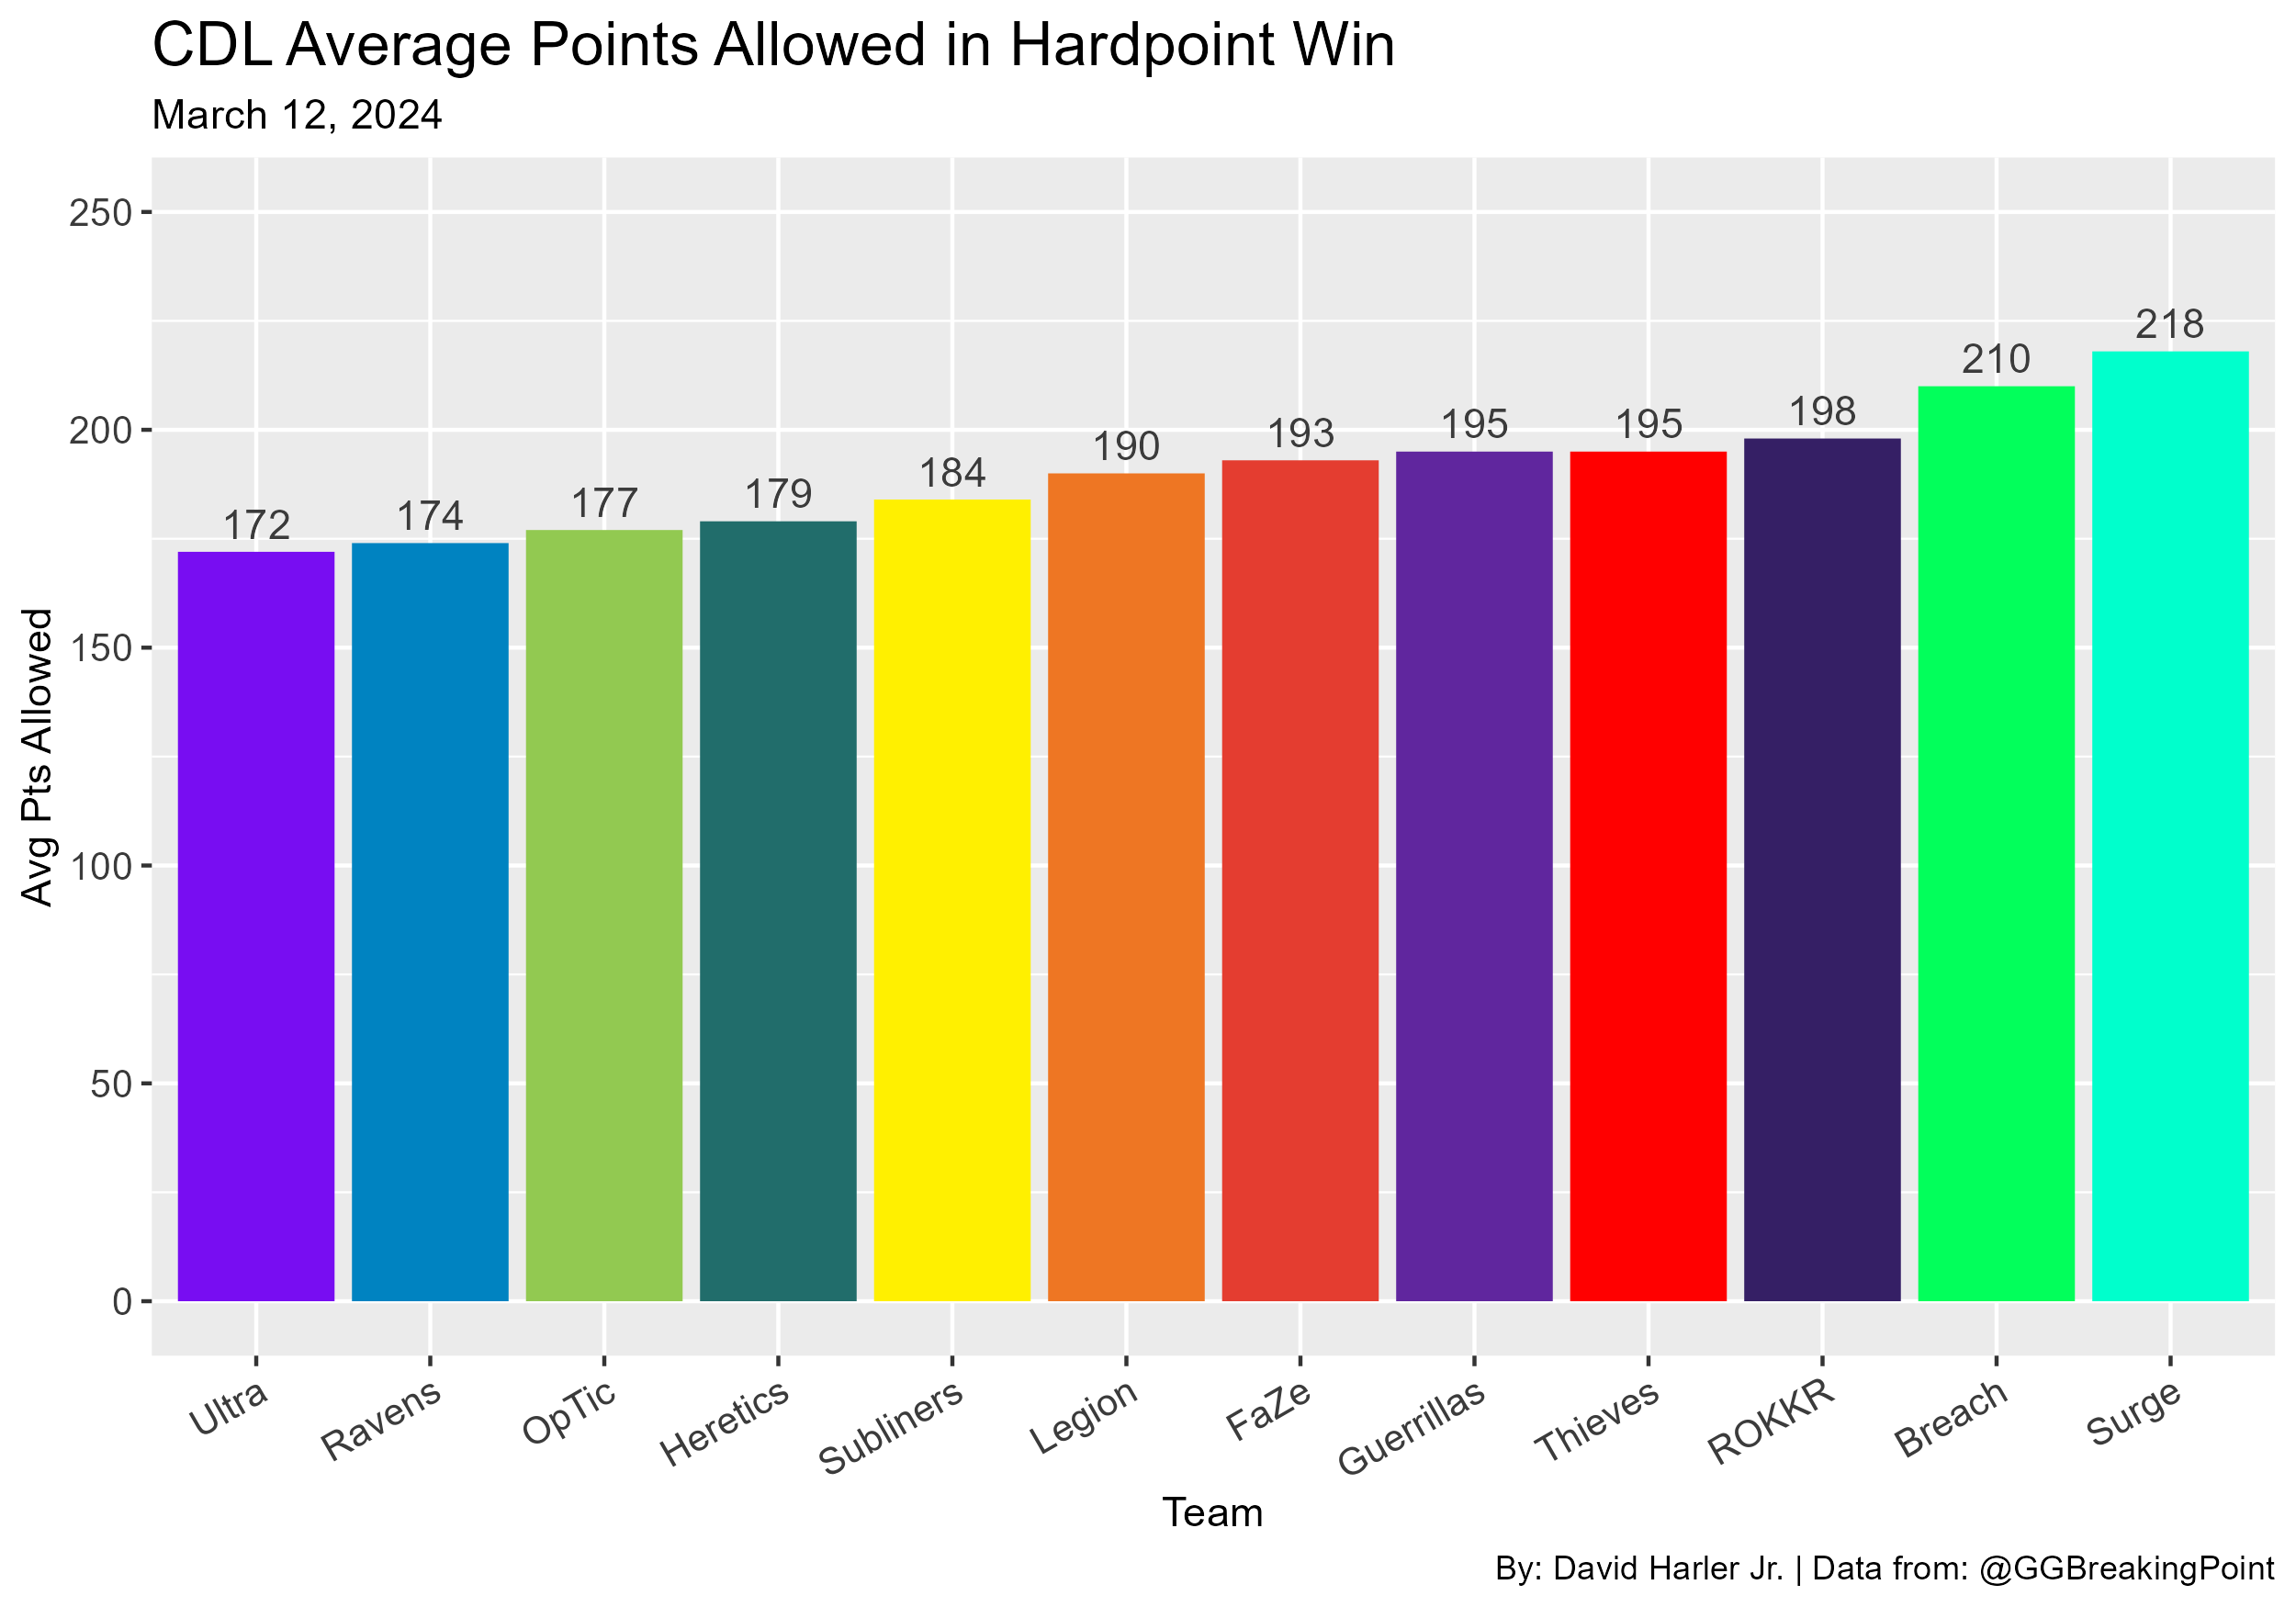 CDL Average Points Allowed in Hardpoint Win
March 12, 2024
Avg Pts Allowed
250
200
150
100
50
0
172
174
177
179
184
190
193
195
195
198
210
218
Ultra
Ravens
OpTic
Heretics
Subliners
Legion
FaZe
Guerrillas
Thieves
ROKKR
Breach
Surge
Team
By: David Harler Jr. | Data from: @GGBreakingPoint